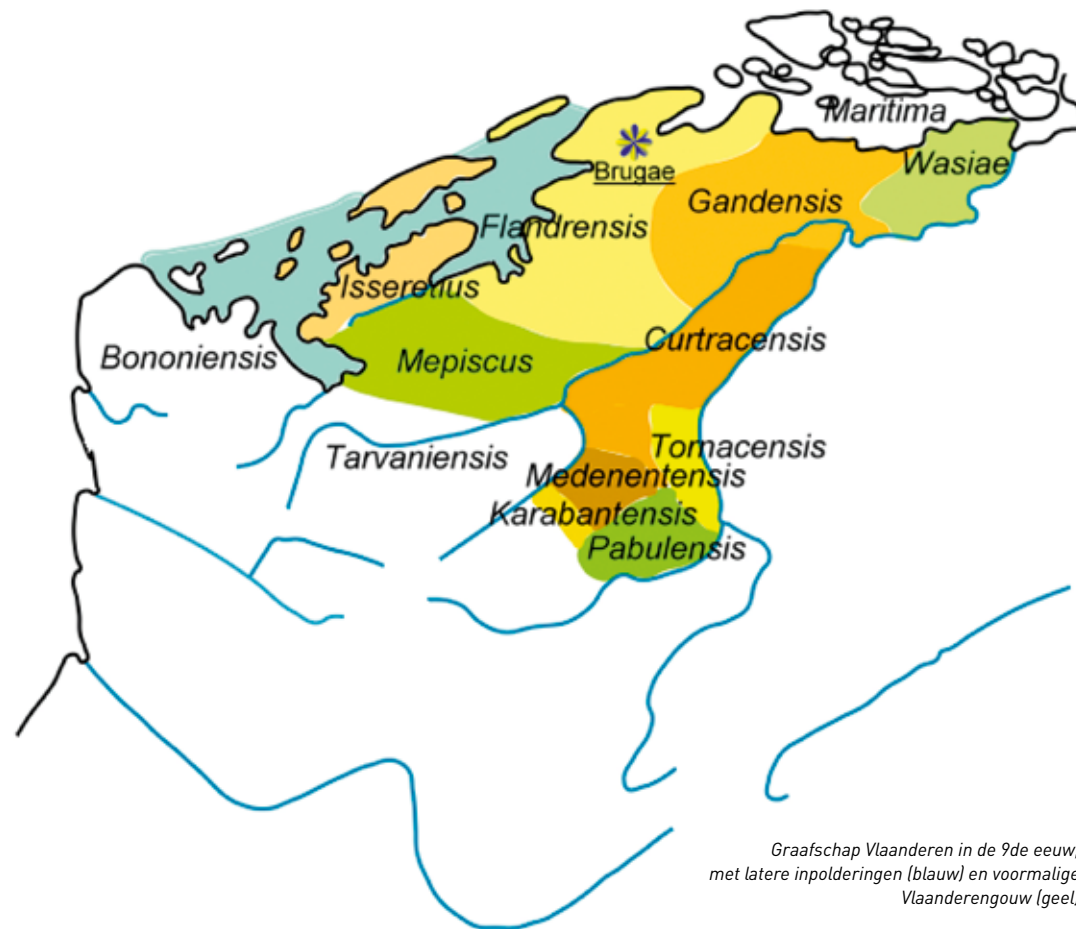 Maritima
Wasiae
Brugae
Gandensis
Flandrensis
Isseretius
Curtracensis
Bononiensis
Mepiscus
Tornacensis
Tarvaniensis
Medenentensis
Karabantensis
Pabulensis
Graafschap Vlaanderen in de 9de eeuw,
met latere inpolderingen (blauw) en voormalige
Vlaanderengouw (geel)